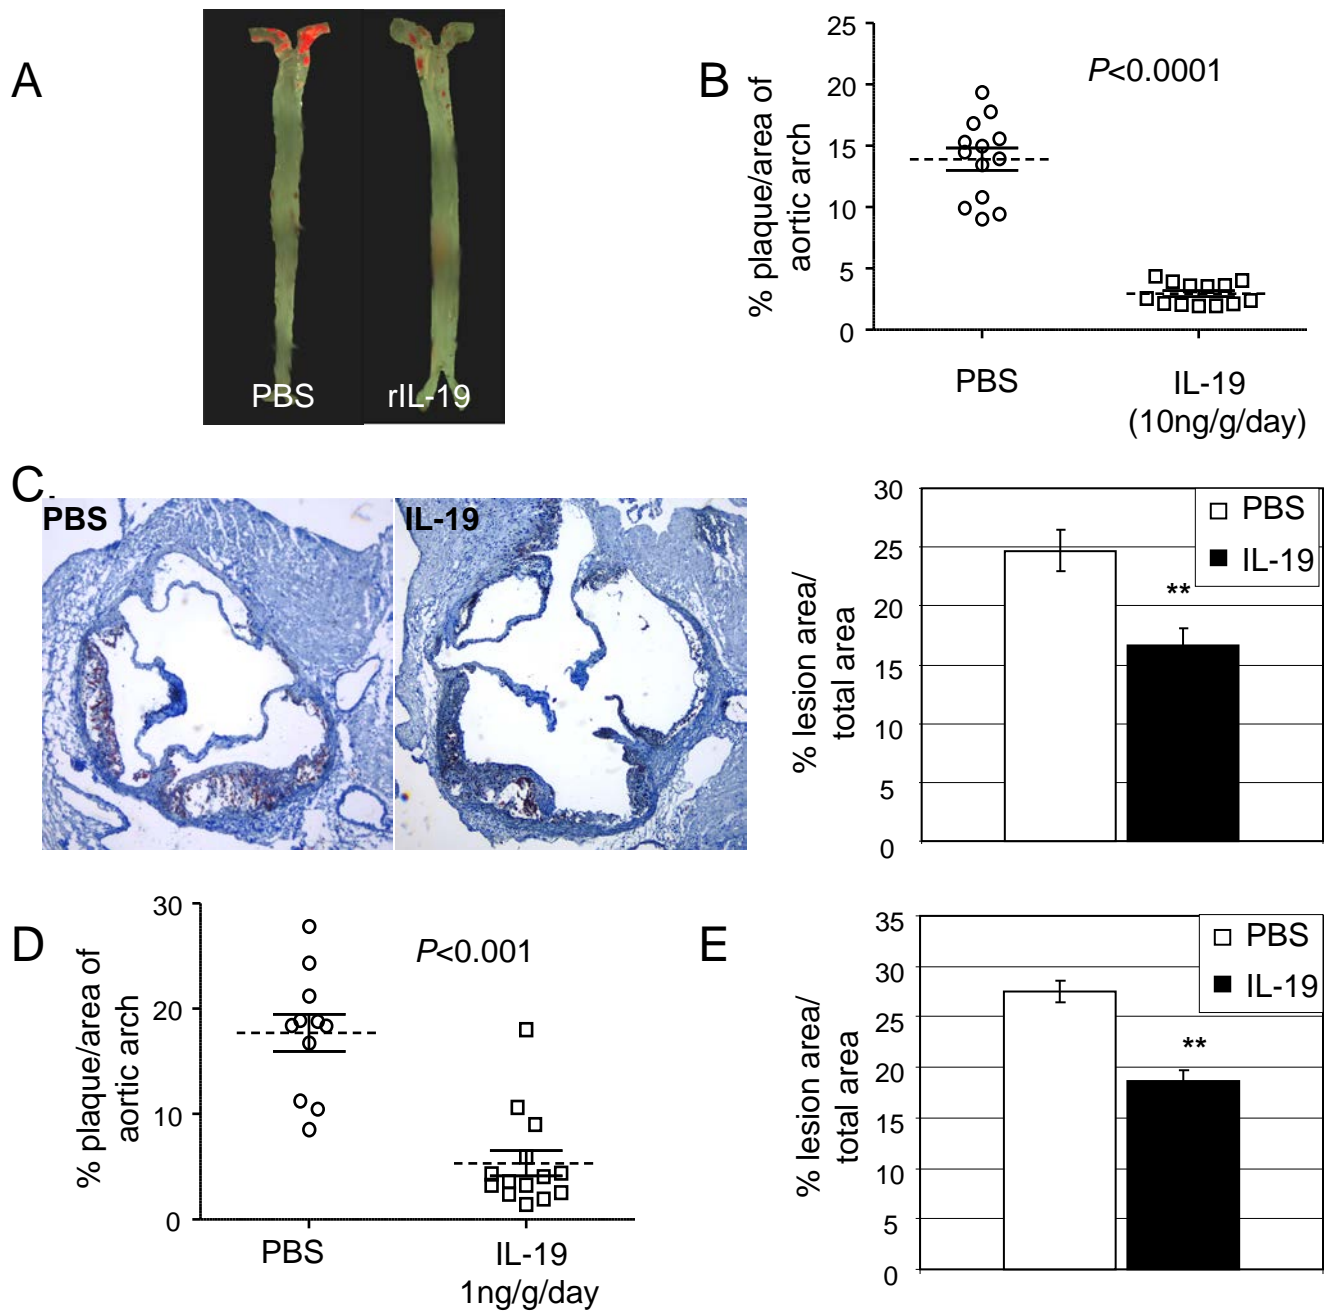 A
PBS
rIL-19
B
% plaque/area of
aortic arch
25
20
15
10
5
0
P<0.0001
PBS
IL-19
(10ng/g/day)
C.
PBS
IL-19
% lesion area/
total area
30
25
20
15
10
5
0
PBS
IL-19
**
D
% plaque/area of
aortic arch
30
20
10
0
P<0.001
PBS
IL-19
1ng/g/day
E
% lesion area/
total area
35
30
25
20
15
10
5
0
PBS
IL-19
**